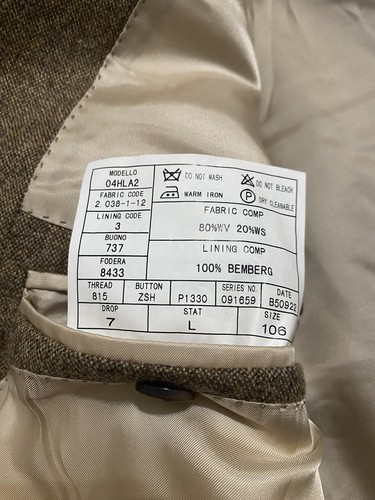 MODELLO
04HLA2
FABRIC CODE
2.038-1-12
LINING CODE
3
BUONO
737
FODERA
8433
DO NOT WASH
DO NOT BLEACH
WARM IRON
P DRY CLEANABLE
FABRIC COMP
80%WV 20%WS
LINING COMP
100% BEMBERG
THREAD
815
BUTTON
ZSH
P1330
SERIES NO.
091659
DATE
B50922
DROP
7
STAT
L
SIZE
106